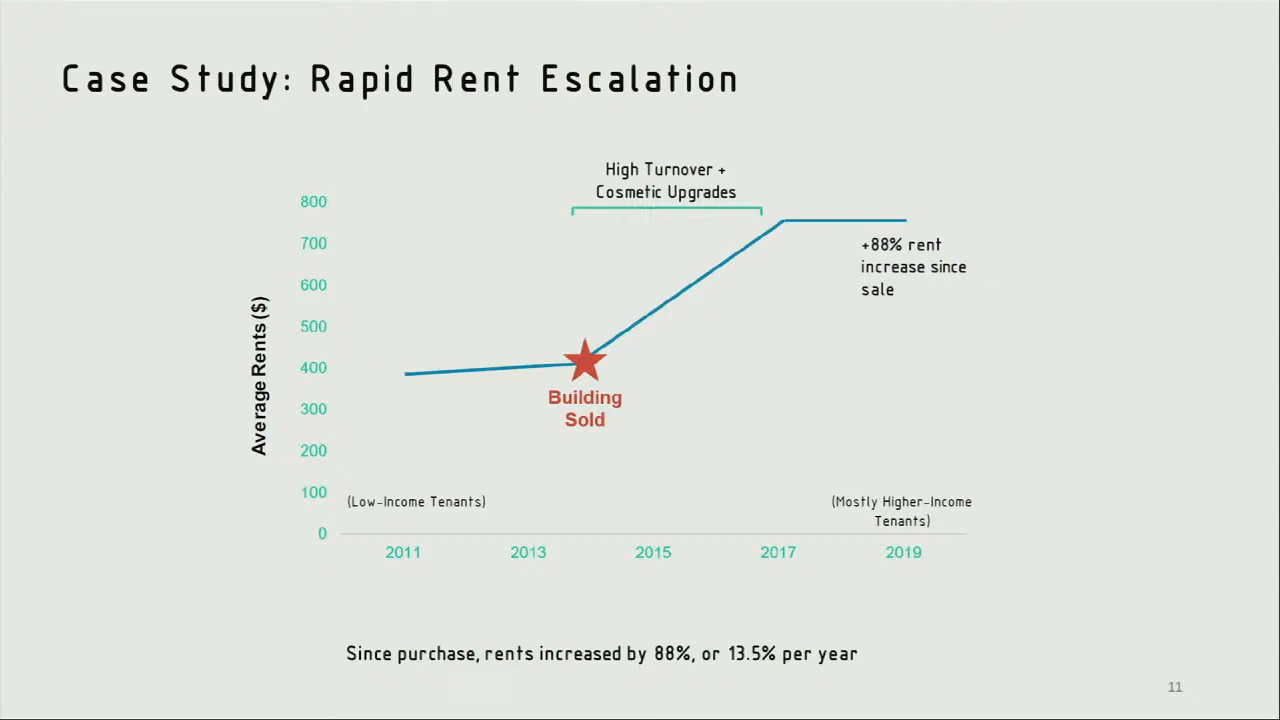 Case Study: Rapid Rent Escalation
High Turnover +
Cosmetic Upgrades
800
700
600
500
400
300
200
100
0
Average Rents ($)
+88% rent
increase since
sale
Building
Sold
(Low-Income Tenants)
(Mostly Higher-Income
Tenants)
2011
2013
2015
2017
2019
Since purchase, rents increased by 88%, or 13.5% per year
11